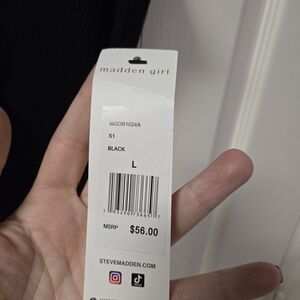 madden girl
MGDR1024A
S1
BLACK
L
MSRP $56.00
STEVEMADDEN.COM